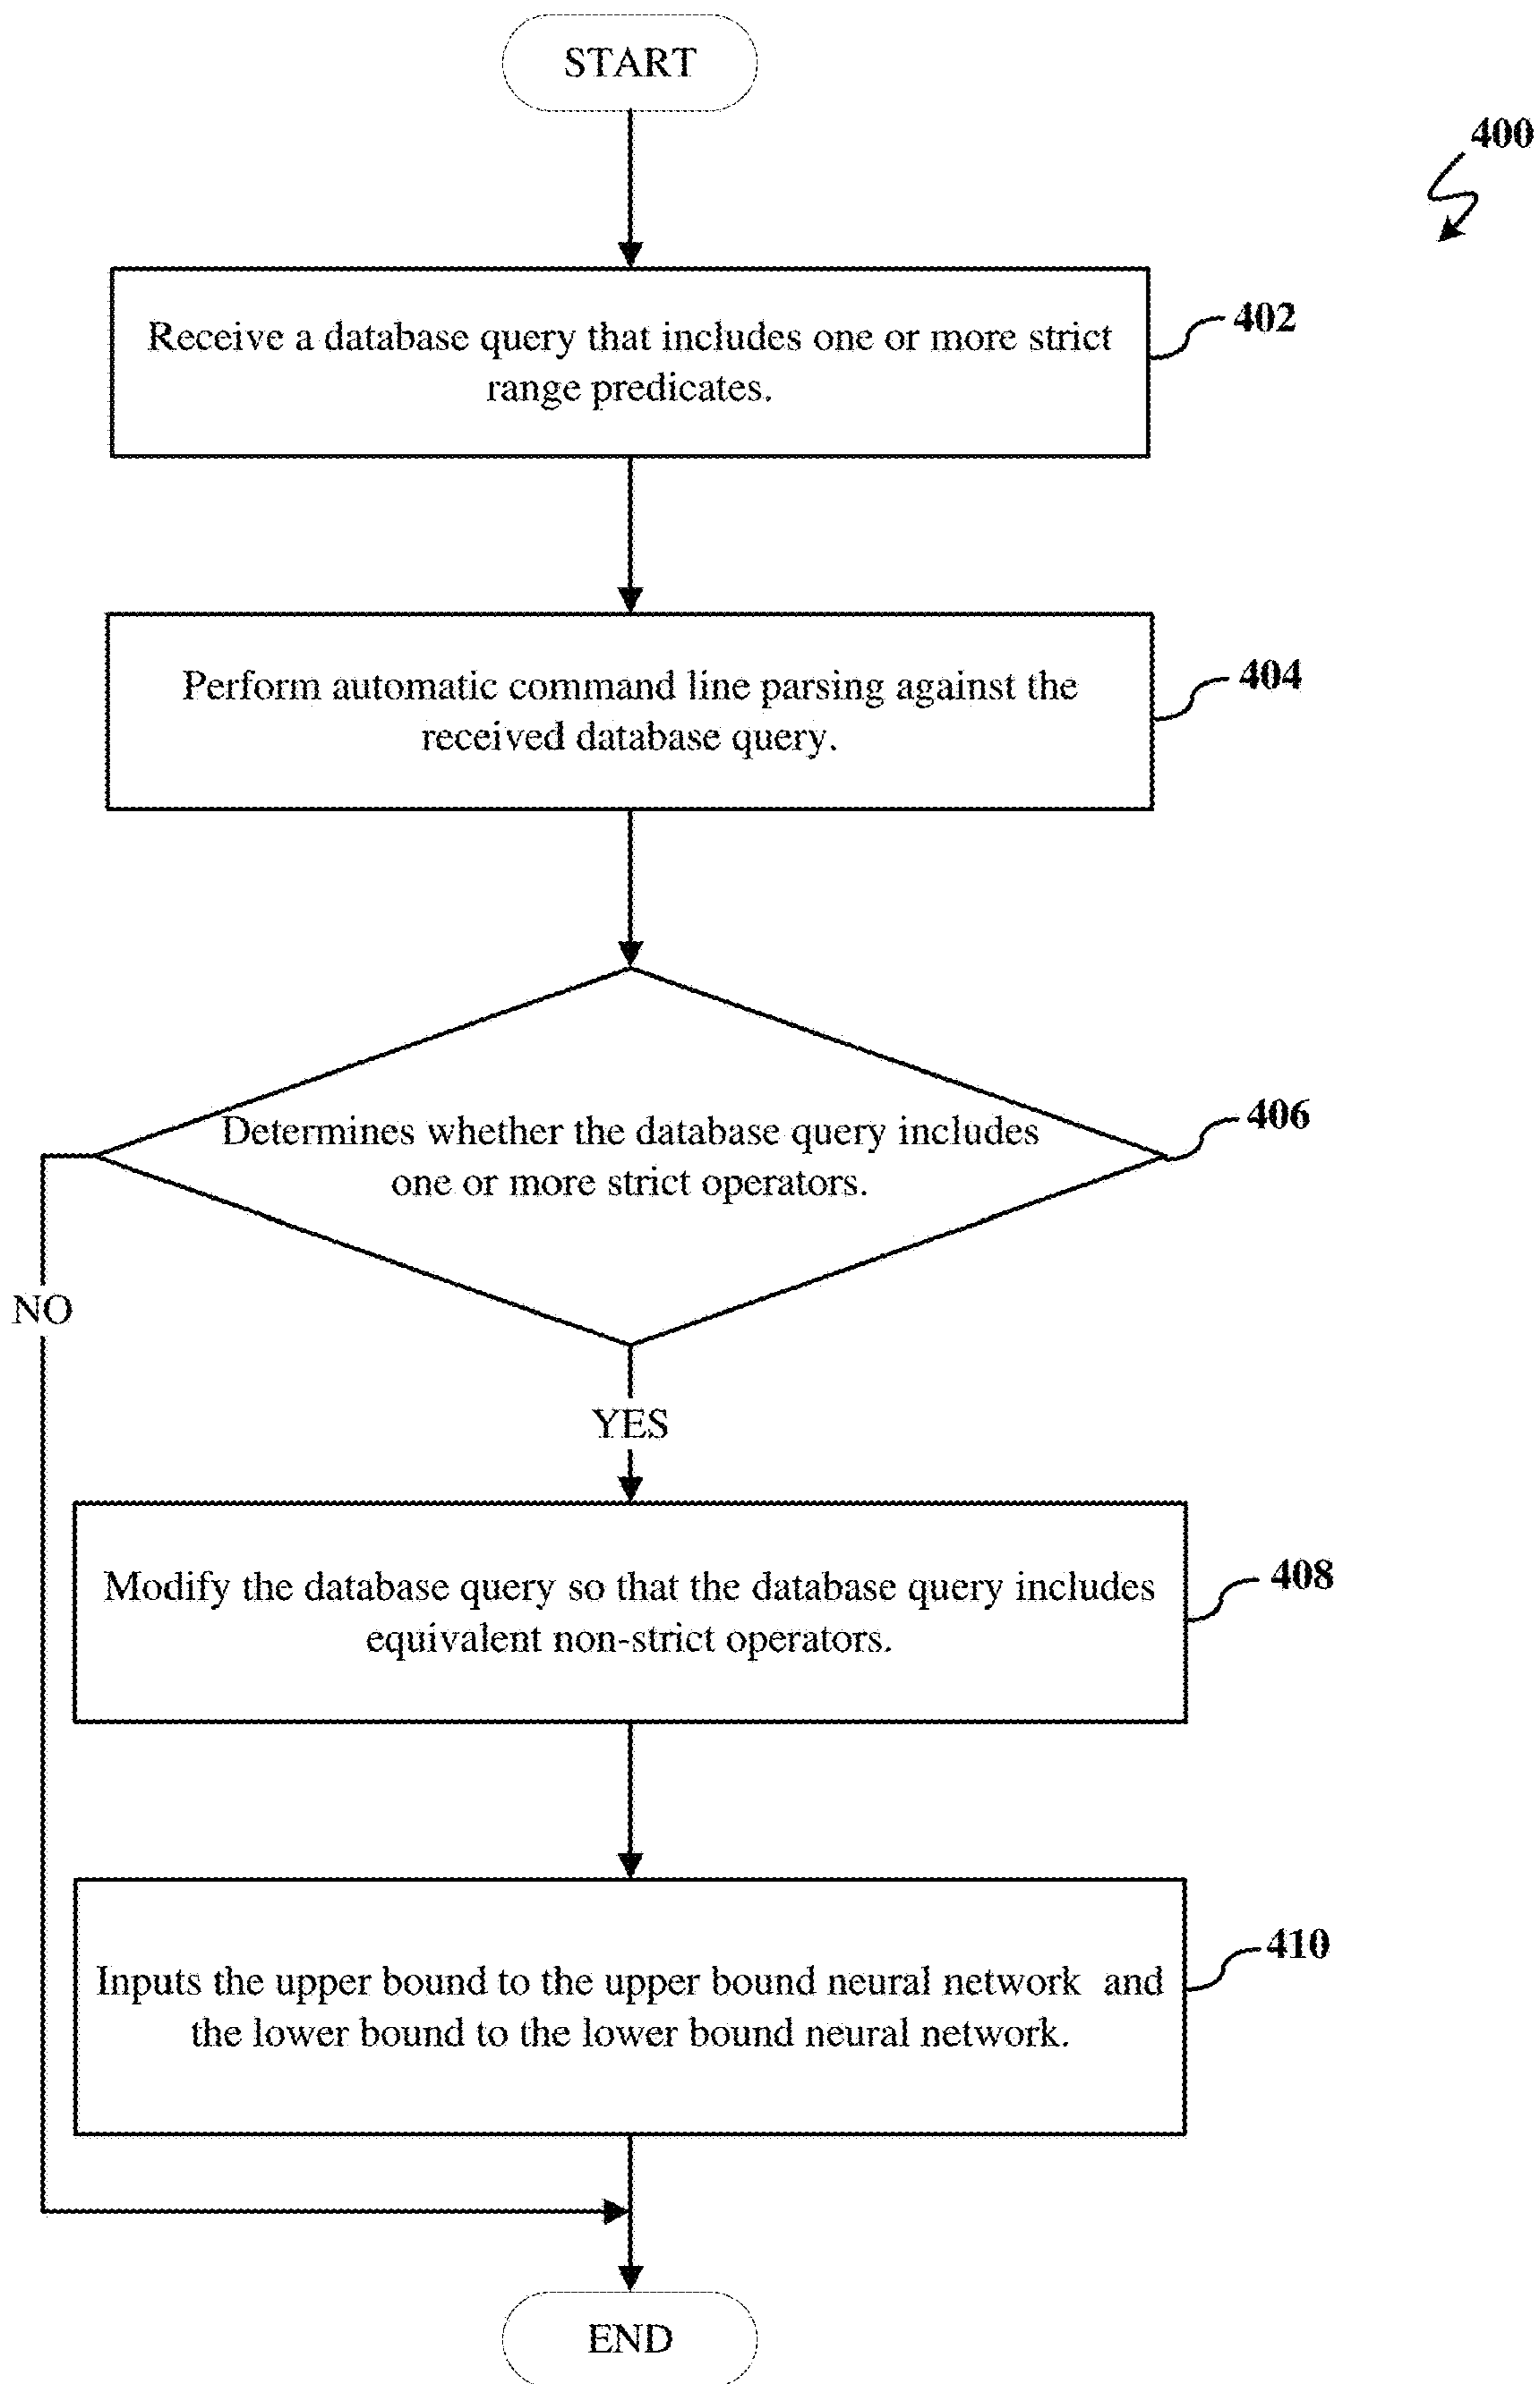 START
400
Receive a database query that includes one or more strict
range predicates.
402
Perform automatic command line parsing against the
received database query.
404
Determines whether the database query includes
one or more strict operators.
406
NO
YES
Modify the database query so that the database query includes
equivalent non-strict operators.
408
Inputs the upper bound to the upper bound neural network and
the lower bound to the lower bound neural network.
410
END